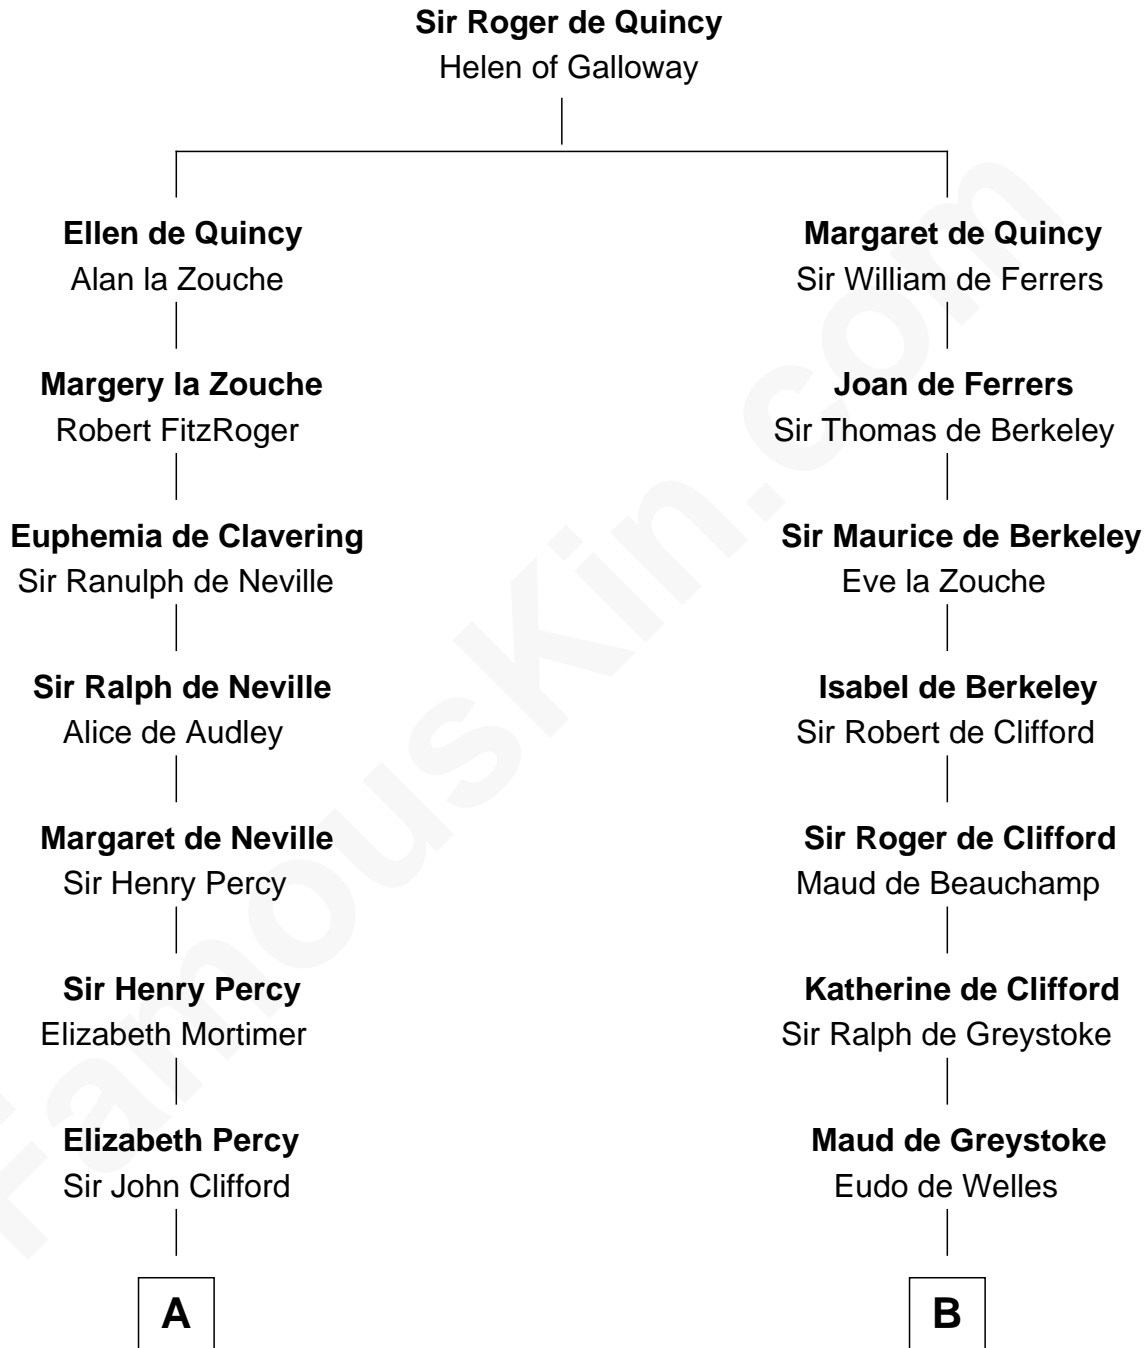 Sir Roger de Quincy
Helen of Galloway
Ellen de Quincy
Alan la Zouche
Margaret de Quincy
Sir William de Ferrers
Margery la Zouche
Robert FitzRoger
Joan de Ferrers
Sir Thomas de Berkeley
Euphemia de Clavering
Sir Ranulph de Neville
Sir Maurice de Berkeley
Eve la Zouche
Sir Ralph de Neville
Alice de Audley
Isabel de Berkeley
Sir Robert de Clifford
Margaret de Neville
Sir Henry Percy
Sir Roger de Clifford
Maud de Beauchamp
Sir Henry Percy
Elizabeth Mortimer
Katherine de Clifford
Sir Ralph de Greystoke
Elizabeth Percy
Sir John Clifford
Maud de Greystoke
Eudo de Welles
A
B
FamousKin.com